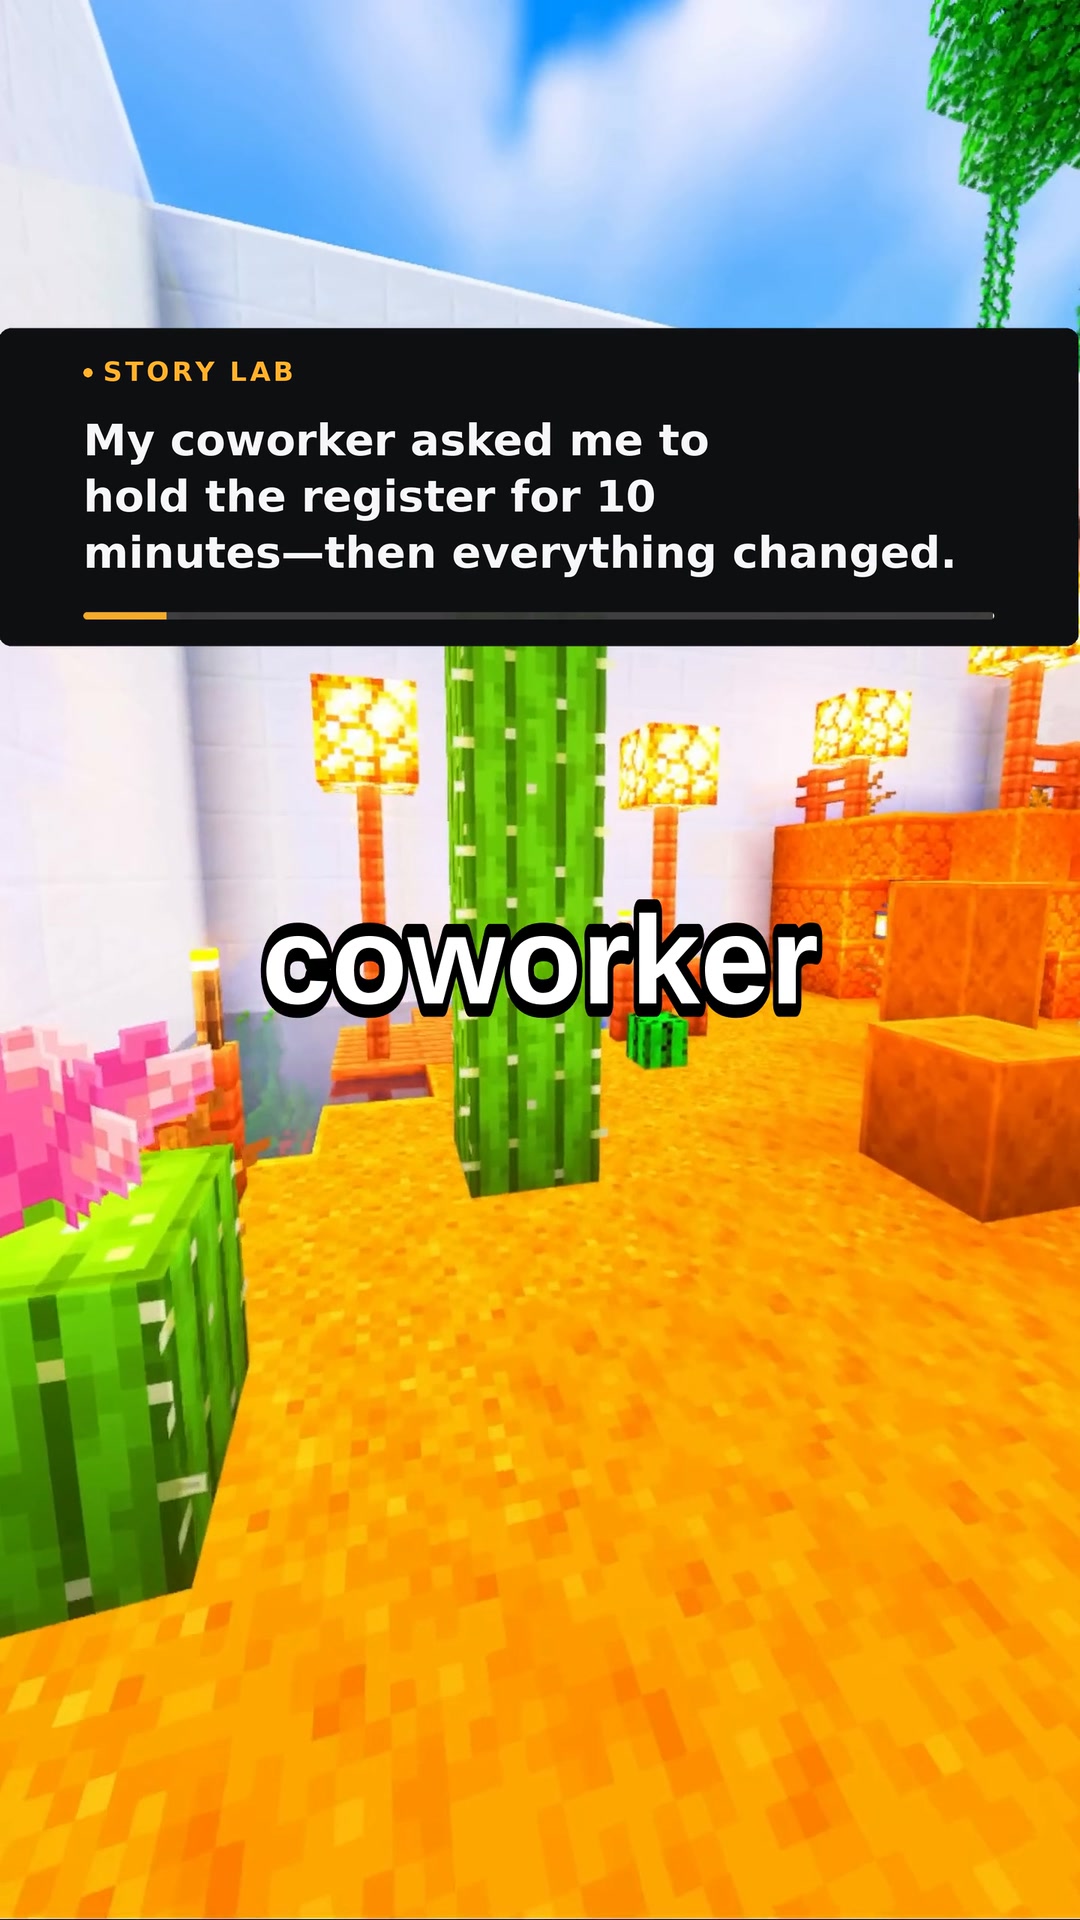 • STORY LAB
My coworker asked me to
hold the register for 10
minutes—then everything changed.
coworker